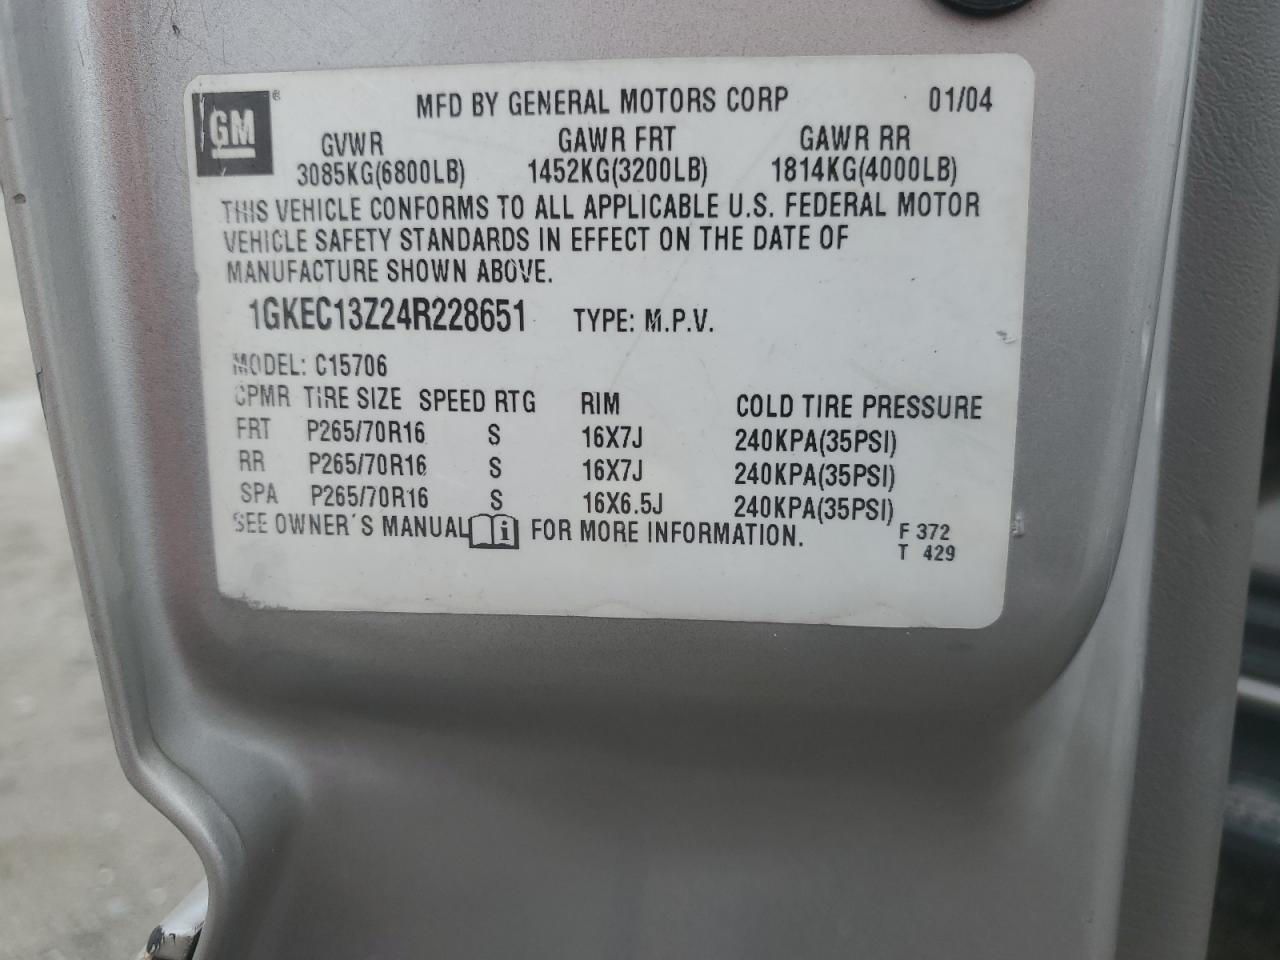 GM®
MFD BY GENERAL MOTORS CORP 01/04
GVWR GAWR FRT GAWR RR
3085KG(6800LB) 1452KG(3200LB) 1814KG(4000LB)
THIS VEHICLE CONFORMS TO ALL APPLICABLE U.S. FEDERAL MOTOR
VEHICLE SAFETY STANDARDS IN EFFECT ON THE DATE OF
MANUFACTURE SHOWN ABOVE.
1GKEC13Z24R228651 TYPE: M.P.V.
MODEL: C15706
CPMR TIRE SIZE SPEED RTG RIM COLD TIRE PRESSURE
FRT P265/70R16 S 16X7J 240KPA(35PSI)
RR P265/70R16 S 16X7J 240KPA(35PSI)
SPA P265/70R16 S 16X6.5J 240KPA(35PSI)
SEE OWNER'S MANUAL i FOR MORE INFORMATION.
F 372
T 429